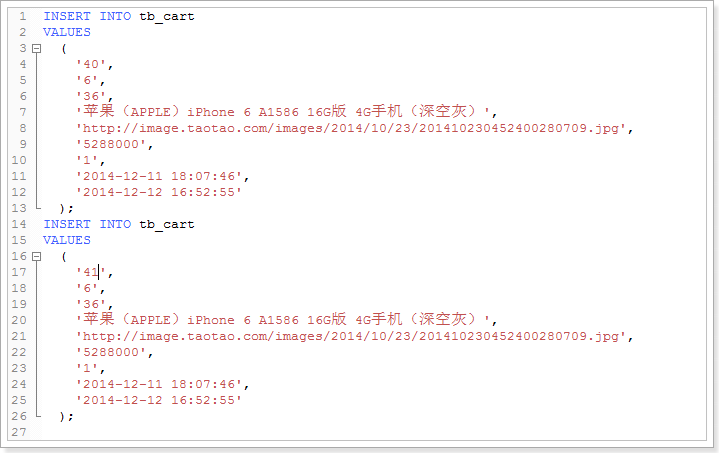 1 INSERT INTO tb_cart
2 VALUES
3 (
4 '40',
5 '6',
6 '36',
7 '苹果（APPLE）iPhone 6 A1586 16G版 4G手机（深空灰）',
8 'http://image.taotao.com/images/2014/10/23/2014102304524002807​09.jpg',
9 '5288000',
10 '1',
11 '2014-12-11 18:07:46',
12 '2014-12-12 16:52:55'
13 );
14 INSERT INTO tb_cart
15 VALUES
16 (
17 '41',
18 '6',
19 '36',
20 '苹果（APPLE）iPhone 6 A1586 16G版 4G手机（深空灰）',
21 'http://image.taotao.com/images/2014/10/23/201410230452400280709.jpg',
22 '5288000',
23 '1',
24 '2014-12-11 18:07:46',
25 '2014-12-12 16:52:55'
26 );
27